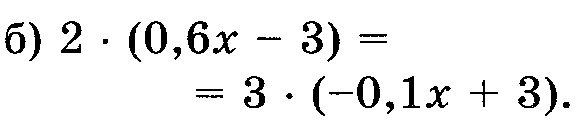 б) 2 · (0,6x − 3) =
= 3 · (−0,1x + 3).